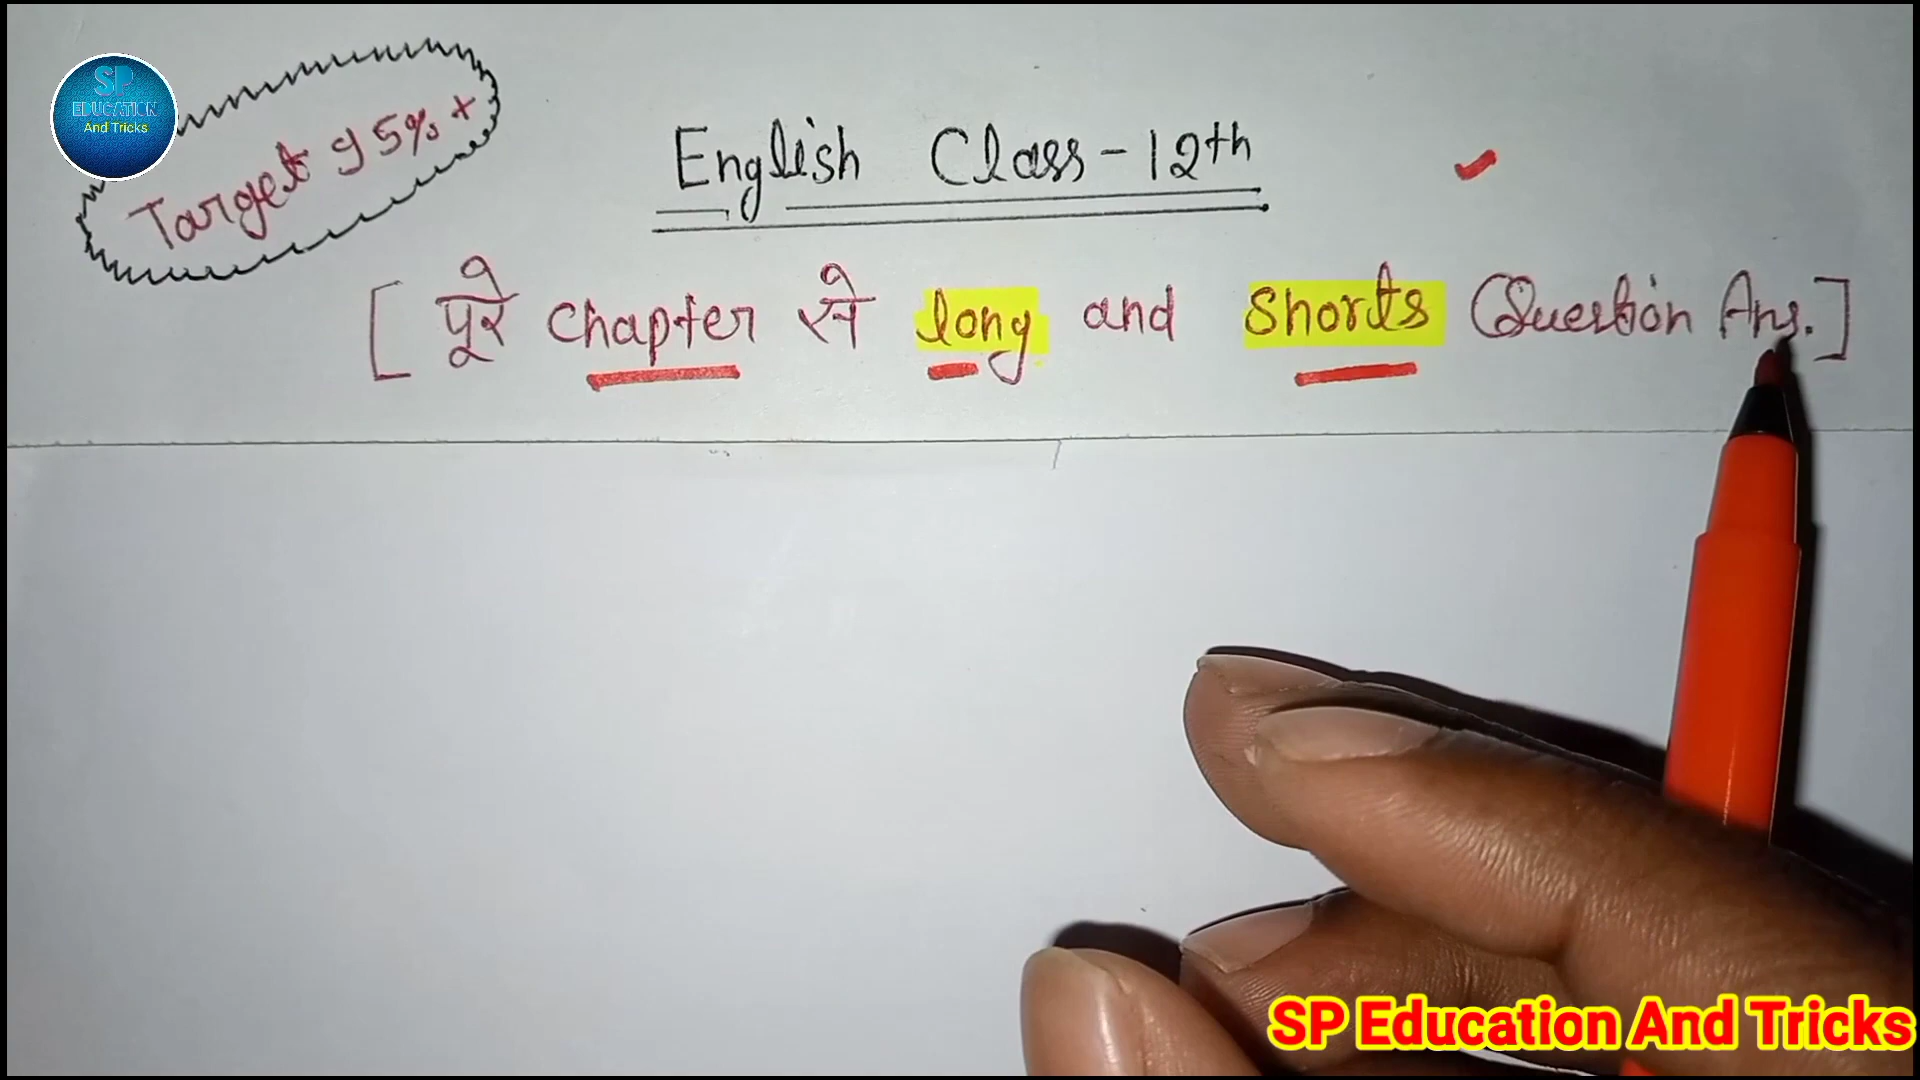 SP
EDUCATION
And Tricks
Target 95% +
English Class-12th
[ पूरे chapter से long and Shorts Question Ans. ]
SP Education And Tricks